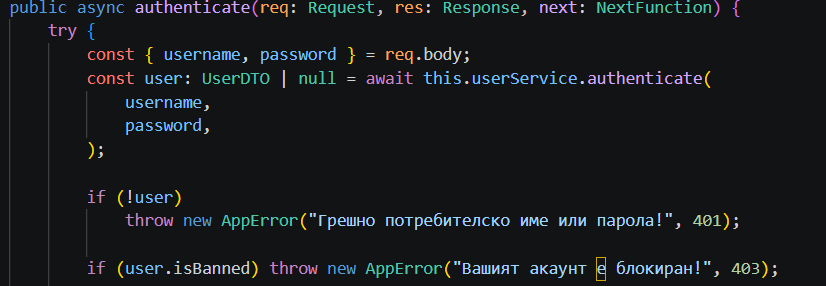 public async authenticate(req: Request, res: Response, next: NextFunction) {
try {
const { username, password } = req.body;
const user: UserDTO | null = await this.userService.authenticate(
username,
password,
);
if (!user)
throw new AppError("Грешно потребителско име или парола!", 401);
if (user.isBanned) throw new AppError("Вашият акаунт е блокиран!", 403);